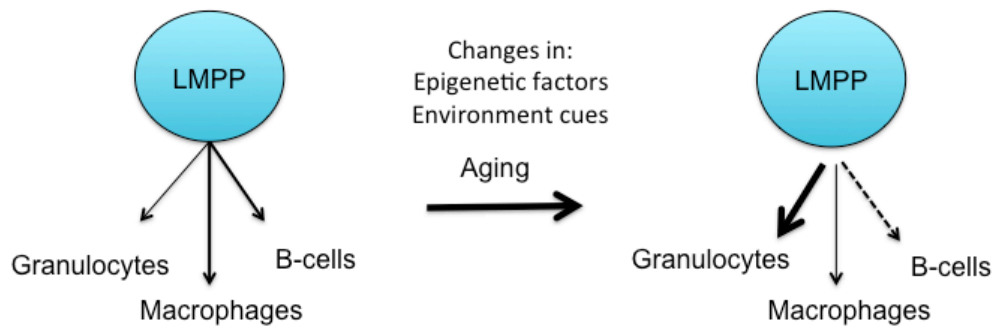 LMPP
Granulocytes
B-cells
Macrophages
Changes in:
Epigenetic factors
Environment cues
Aging
LMPP
Granulocytes
B-cells
Macrophages